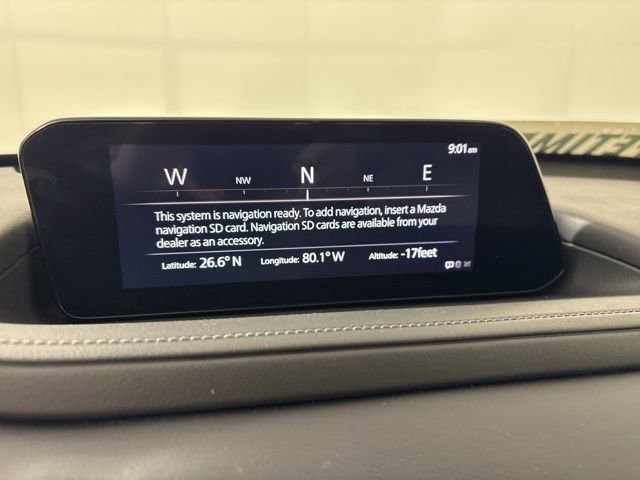 9:01 am
W NW N NE E
This system is navigation ready. To add navigation, insert a Mazda
navigation SD card. Navigation SD cards are available from your
dealer as an accessory.
Latitude: 26.6° N Longitude: 80.1° W Altitude: -17feet